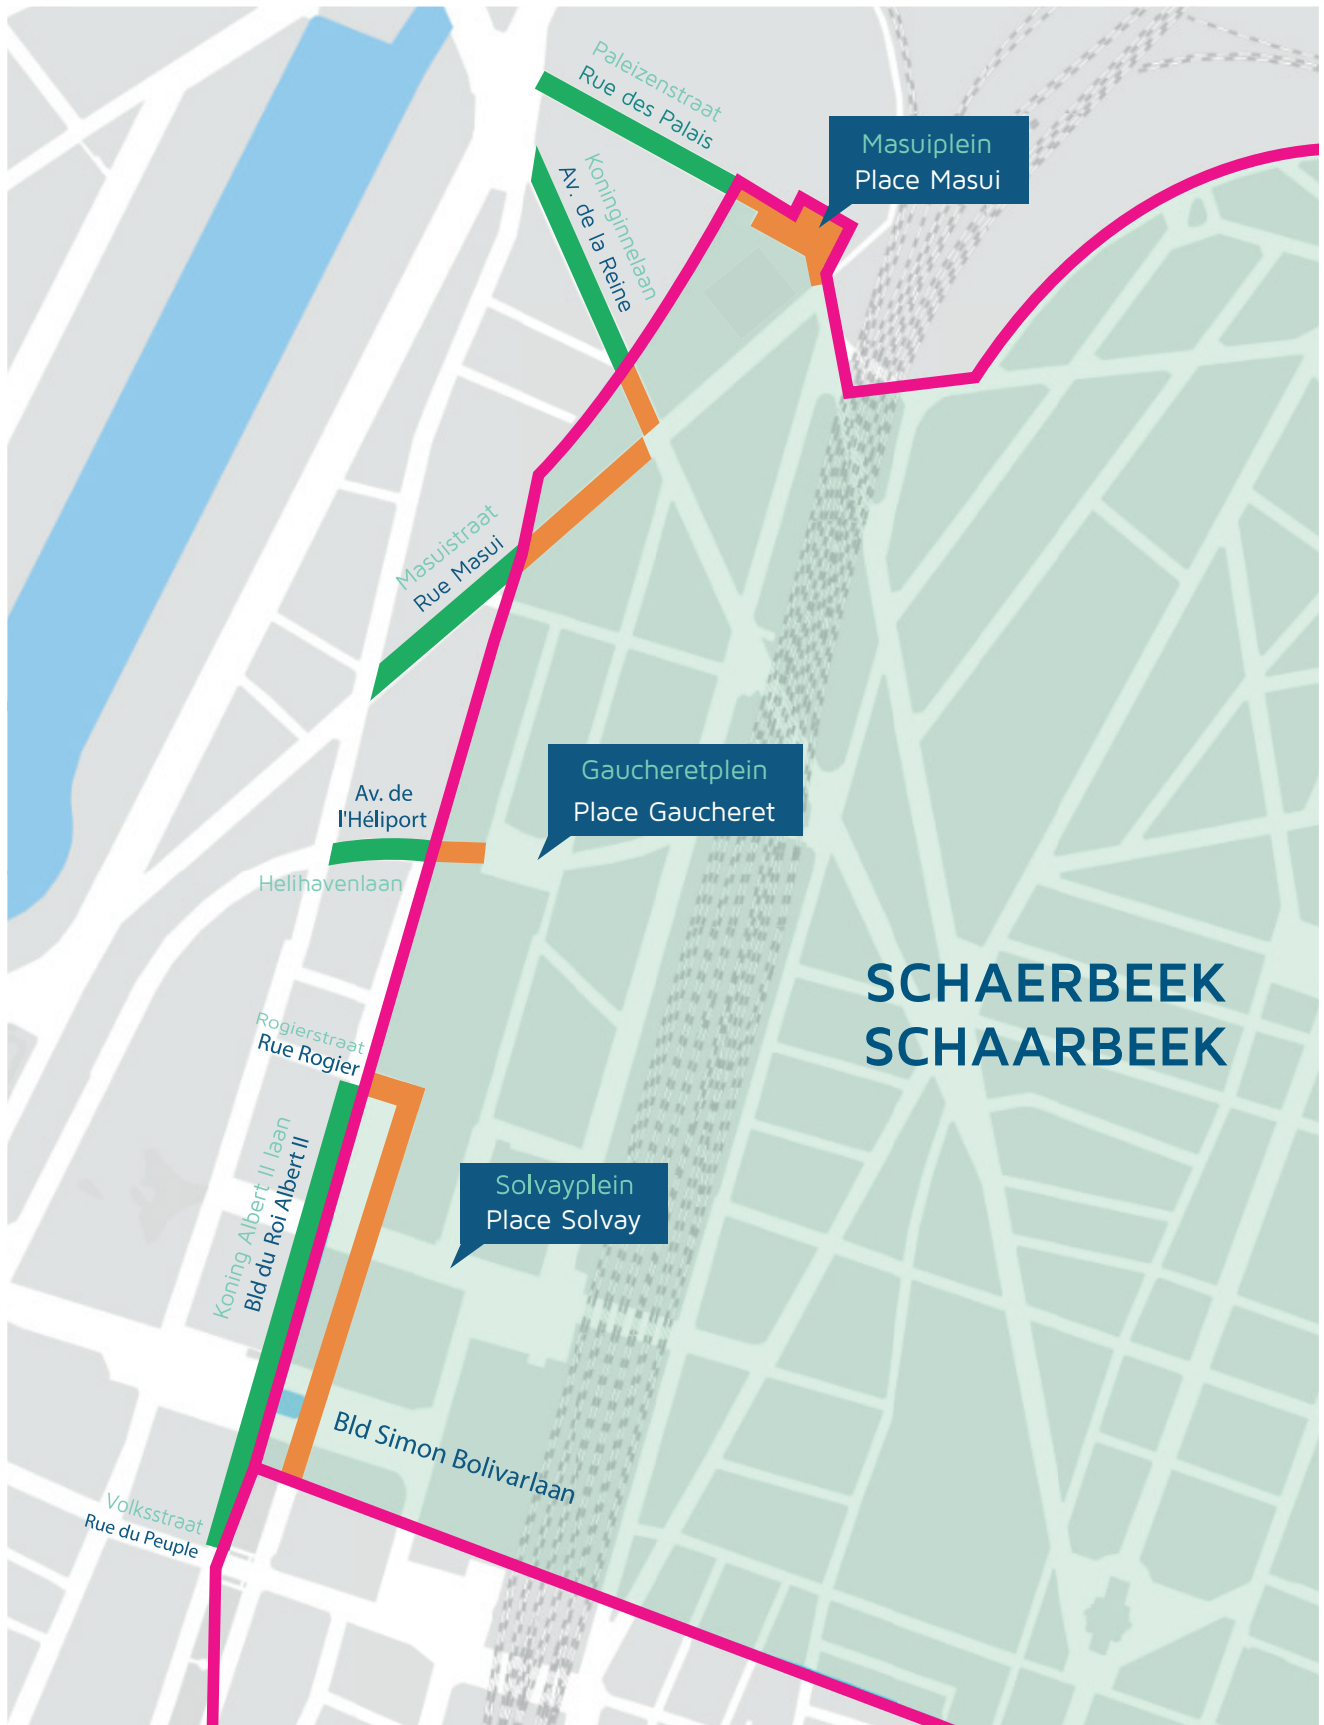 Paleizenstraat
Rue des Palais
Masuiplein
Place Masui
Koninginnelaan
Av. de la Reine
Masuistraat
Rue Masui
Gaucheretplein
Place Gaucheret
Av. de
l'Héliport
Helihavenlaan
SCHAERBEEK
SCHAARBEEK
Rogierstraat
Rue Rogier
Koning Albert II laan
Bld du Roi Albert II
Solvayplein
Place Solvay
Bld Simon Bolivarlaan
Volksstraat
Rue du Peuple